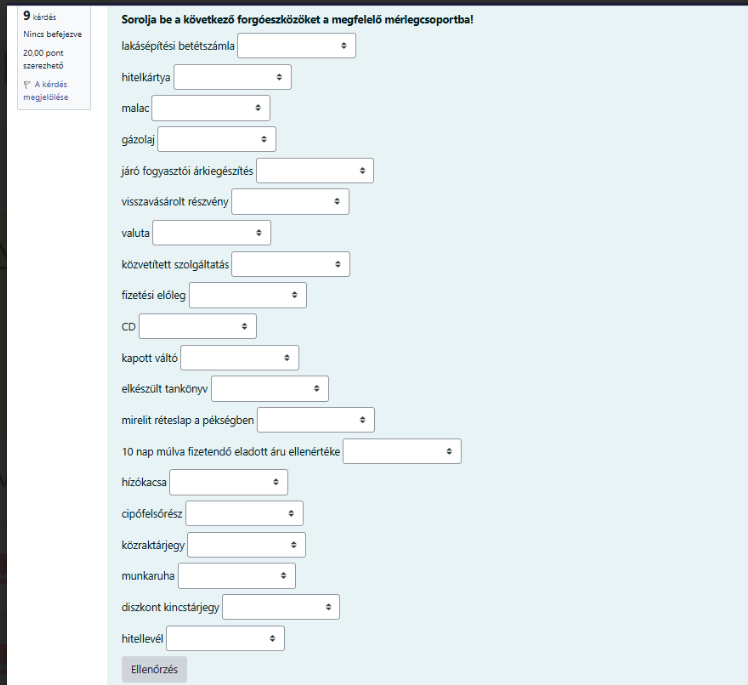 9 kérdés
Nincs befejezve
20,00 pont
szerezhető
A kérdés
megjelölése
Sorolja be a következő forgóeszközöket a megfelelő mérlegcsoportba!
lakásépítési betétszámla
hitelkártya
malac
gázolaj
járó fogyasztói árkiegészítés
visszavásárolt részvény
valuta
közvetített szolgáltatás
fizetési előleg
CD
kapott váltó
elkészült tankönyv
mirelit réteslap a pékségben
10 nap múlva fizetendő eladott áru ellenértéke
hízókacsa
cipőfelsőrész
közraktárjegy
munkaruha
diszkont kincstárjegy
hitellevél
Ellenőrzés